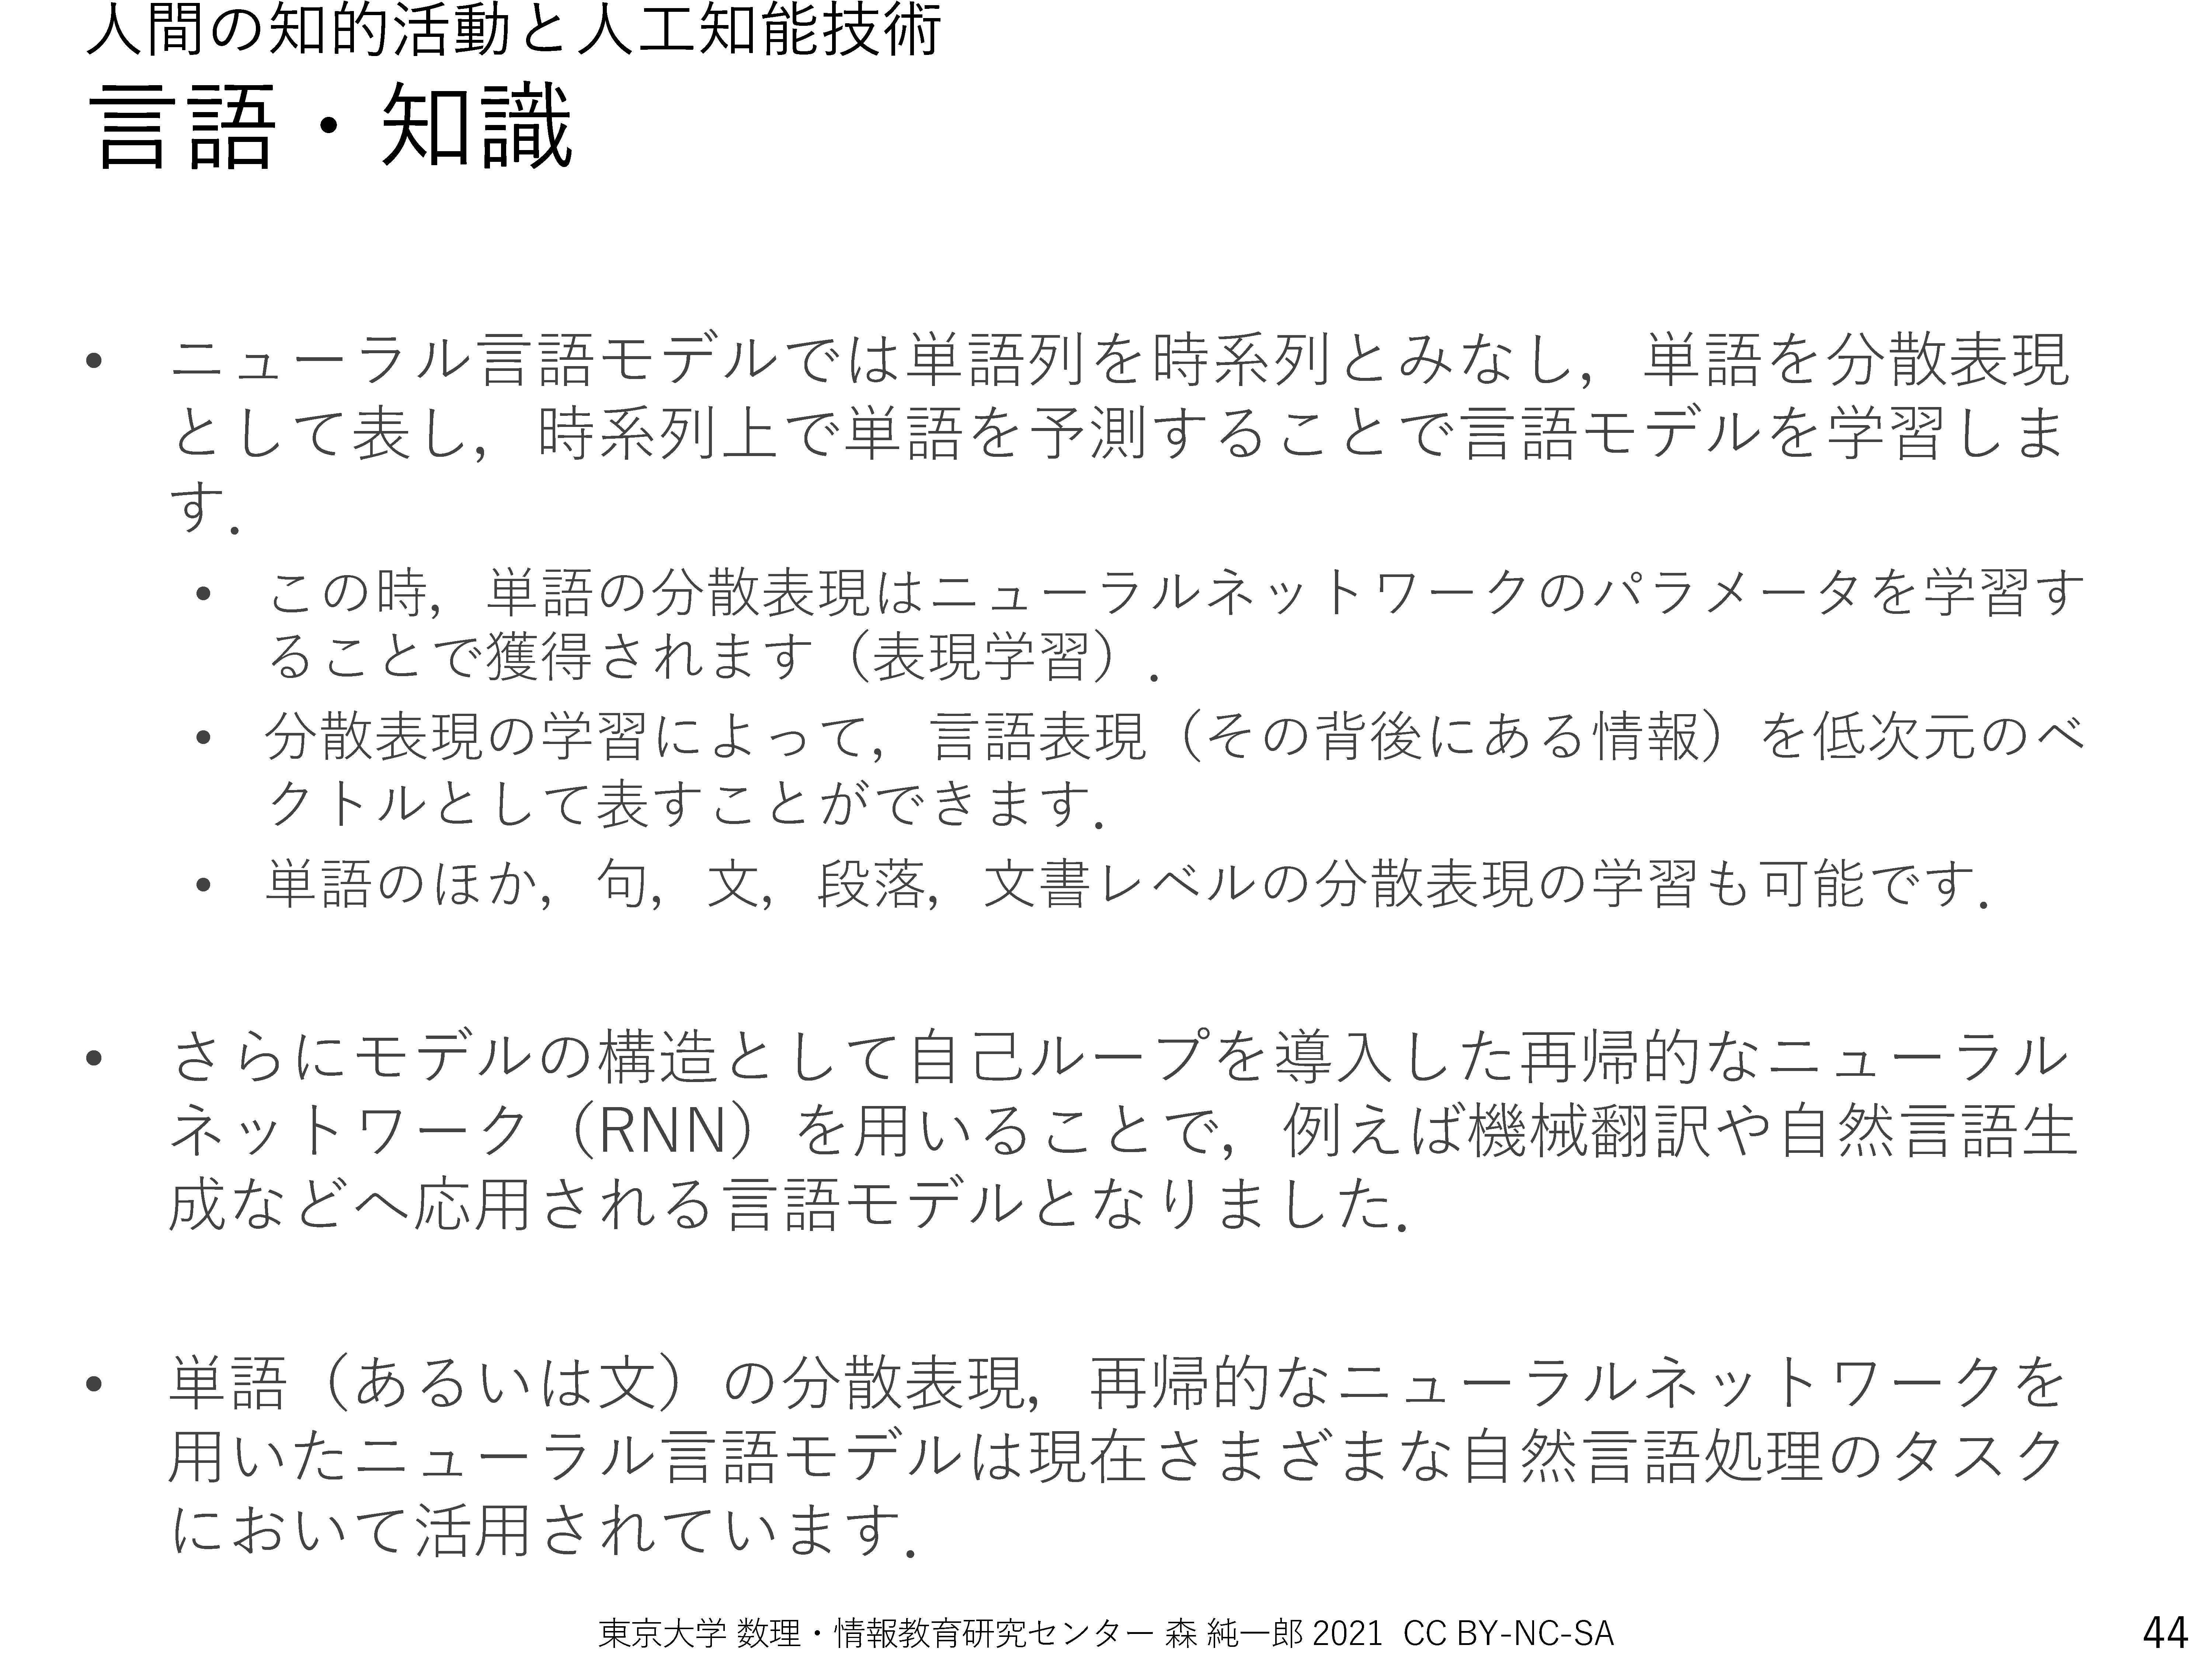 人間の知的活動と人工知能技術
言語・知識
• ニューラル言語モデルでは単語列を時系列とみなし，単語を分散表現
として表し，時系列上で単語を予測することで言語モデルを学習しま
す．
• この時，単語の分散表現はニューラルネットワークのパラメータを学習す
ることで獲得されます（表現学習）．
• 分散表現の学習によって，言語表現（その背後にある情報）を低次元のベ
クトルとして表すことができます．
• 単語のほか，句，文，段落，文書レベルの分散表現の学習も可能です．
• さらにモデルの構造として自己ループを導入した再帰的なニューラル
ネットワーク（RNN）を用いることで，例えば機械翻訳や自然言語生
成などへ応用される言語モデルとなりました．
• 単語（あるいは文）の分散表現，再帰的なニューラルネットワークを
用いたニューラル言語モデルは現在さまざまな自然言語処理のタスク
において活用されています．
東京大学 数理・情報教育研究センター 森 純一郎 2021 CC BY-NC-SA
44